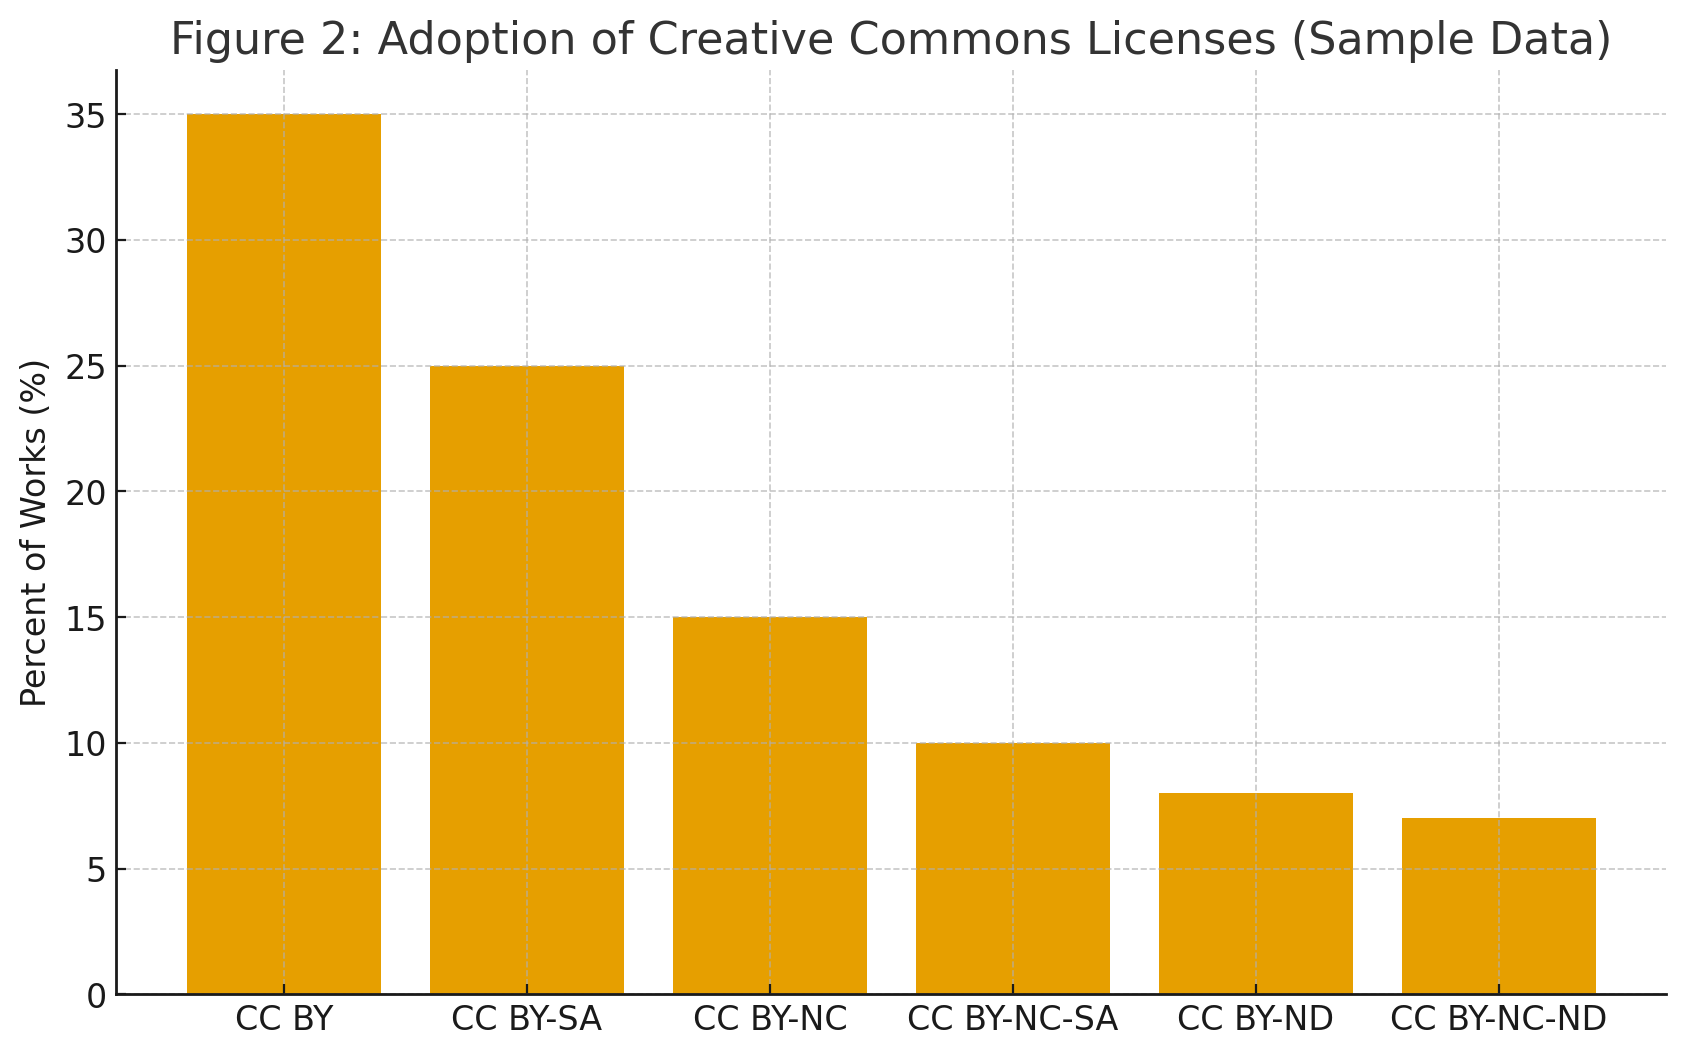 Figure 2: Adoption of Creative Commons Licenses (Sample Data)
Percent of Works (%)
35
30
25
20
15
10
5
0
CC BY
CC BY-SA
CC BY-NC
CC BY-NC-SA
CC BY-ND
CC BY-NC-ND